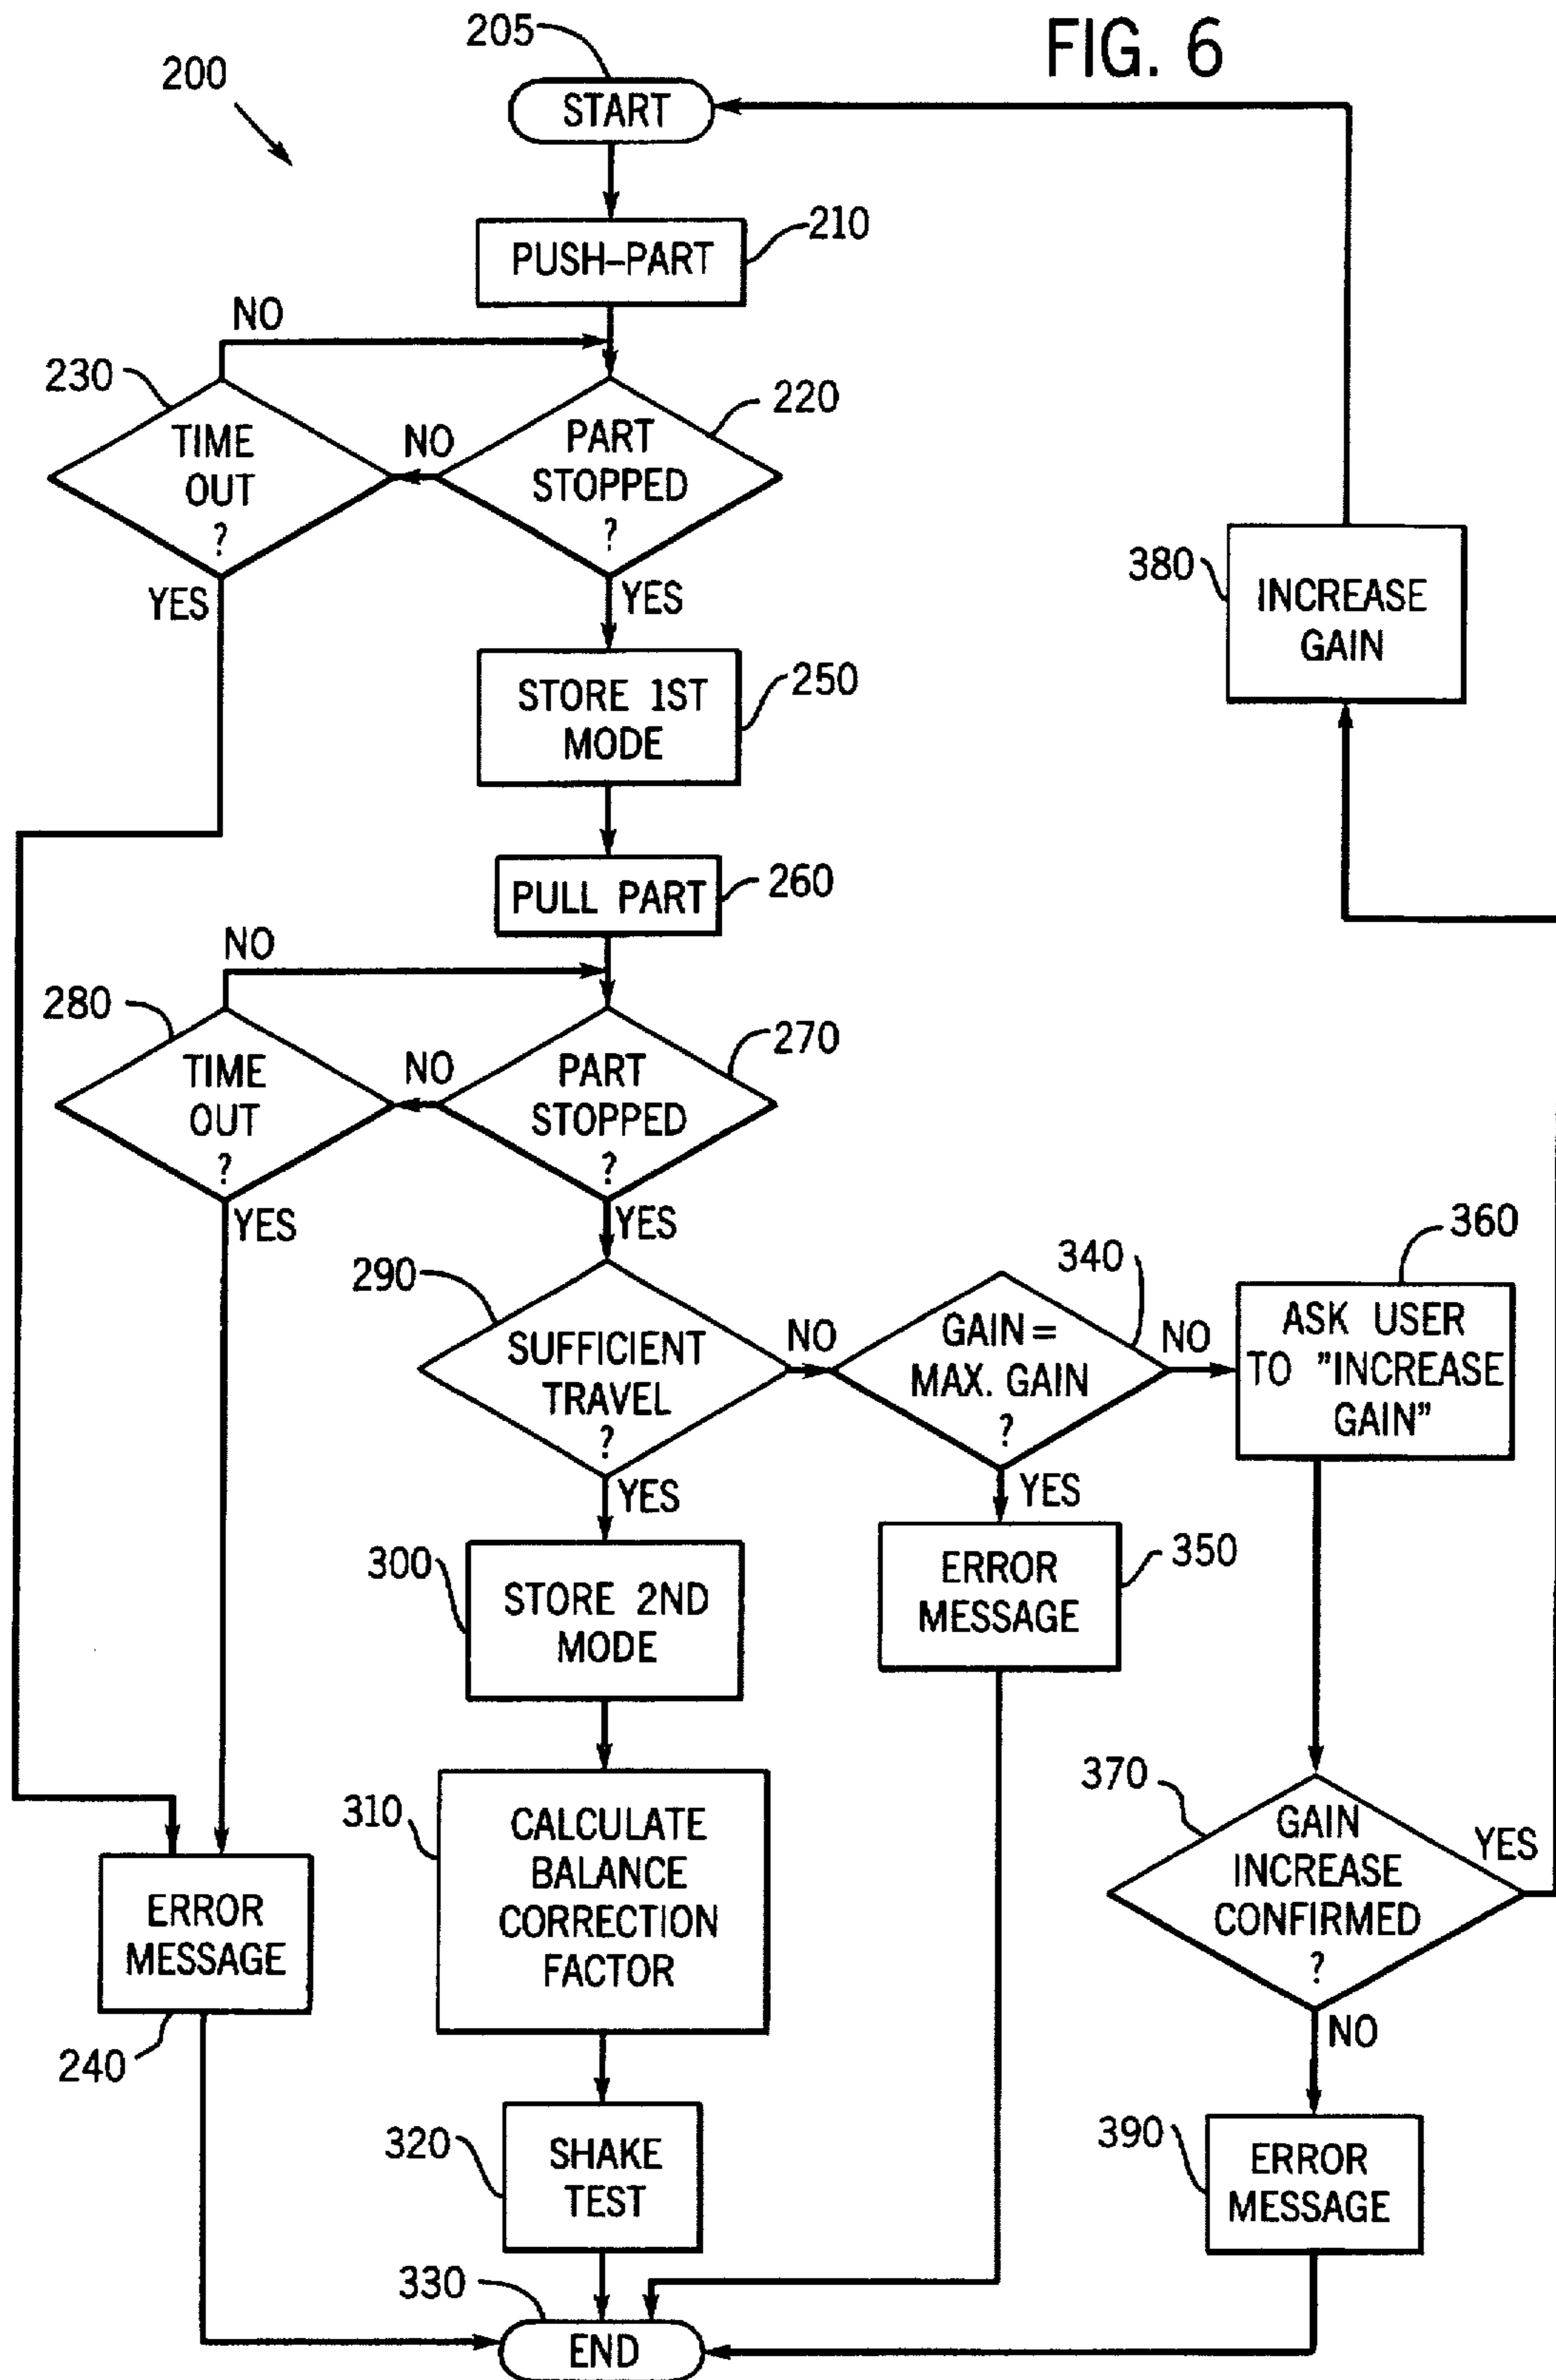 FIG. 6
200
205
START
PUSH-PART
210
NO
230
TIME
OUT
?
NO
220
PART
STOPPED
?
YES
YES
380
INCREASE
GAIN
STORE 1ST
MODE
250
PULL PART
260
NO
280
TIME
OUT
?
NO
270
PART
STOPPED
?
YES
YES
290
SUFFICIENT
TRAVEL
?
NO
340
GAIN =
MAX. GAIN
?
NO
360
ASK USER
TO "INCREASE
GAIN"
YES
YES
300
STORE 2ND
MODE
ERROR
MESSAGE
350
310
CALCULATE
BALANCE
CORRECTION
FACTOR
370
GAIN
INCREASE
CONFIRMED
?
YES
ERROR
MESSAGE
240
NO
320
SHAKE
TEST
390
ERROR
MESSAGE
330
END